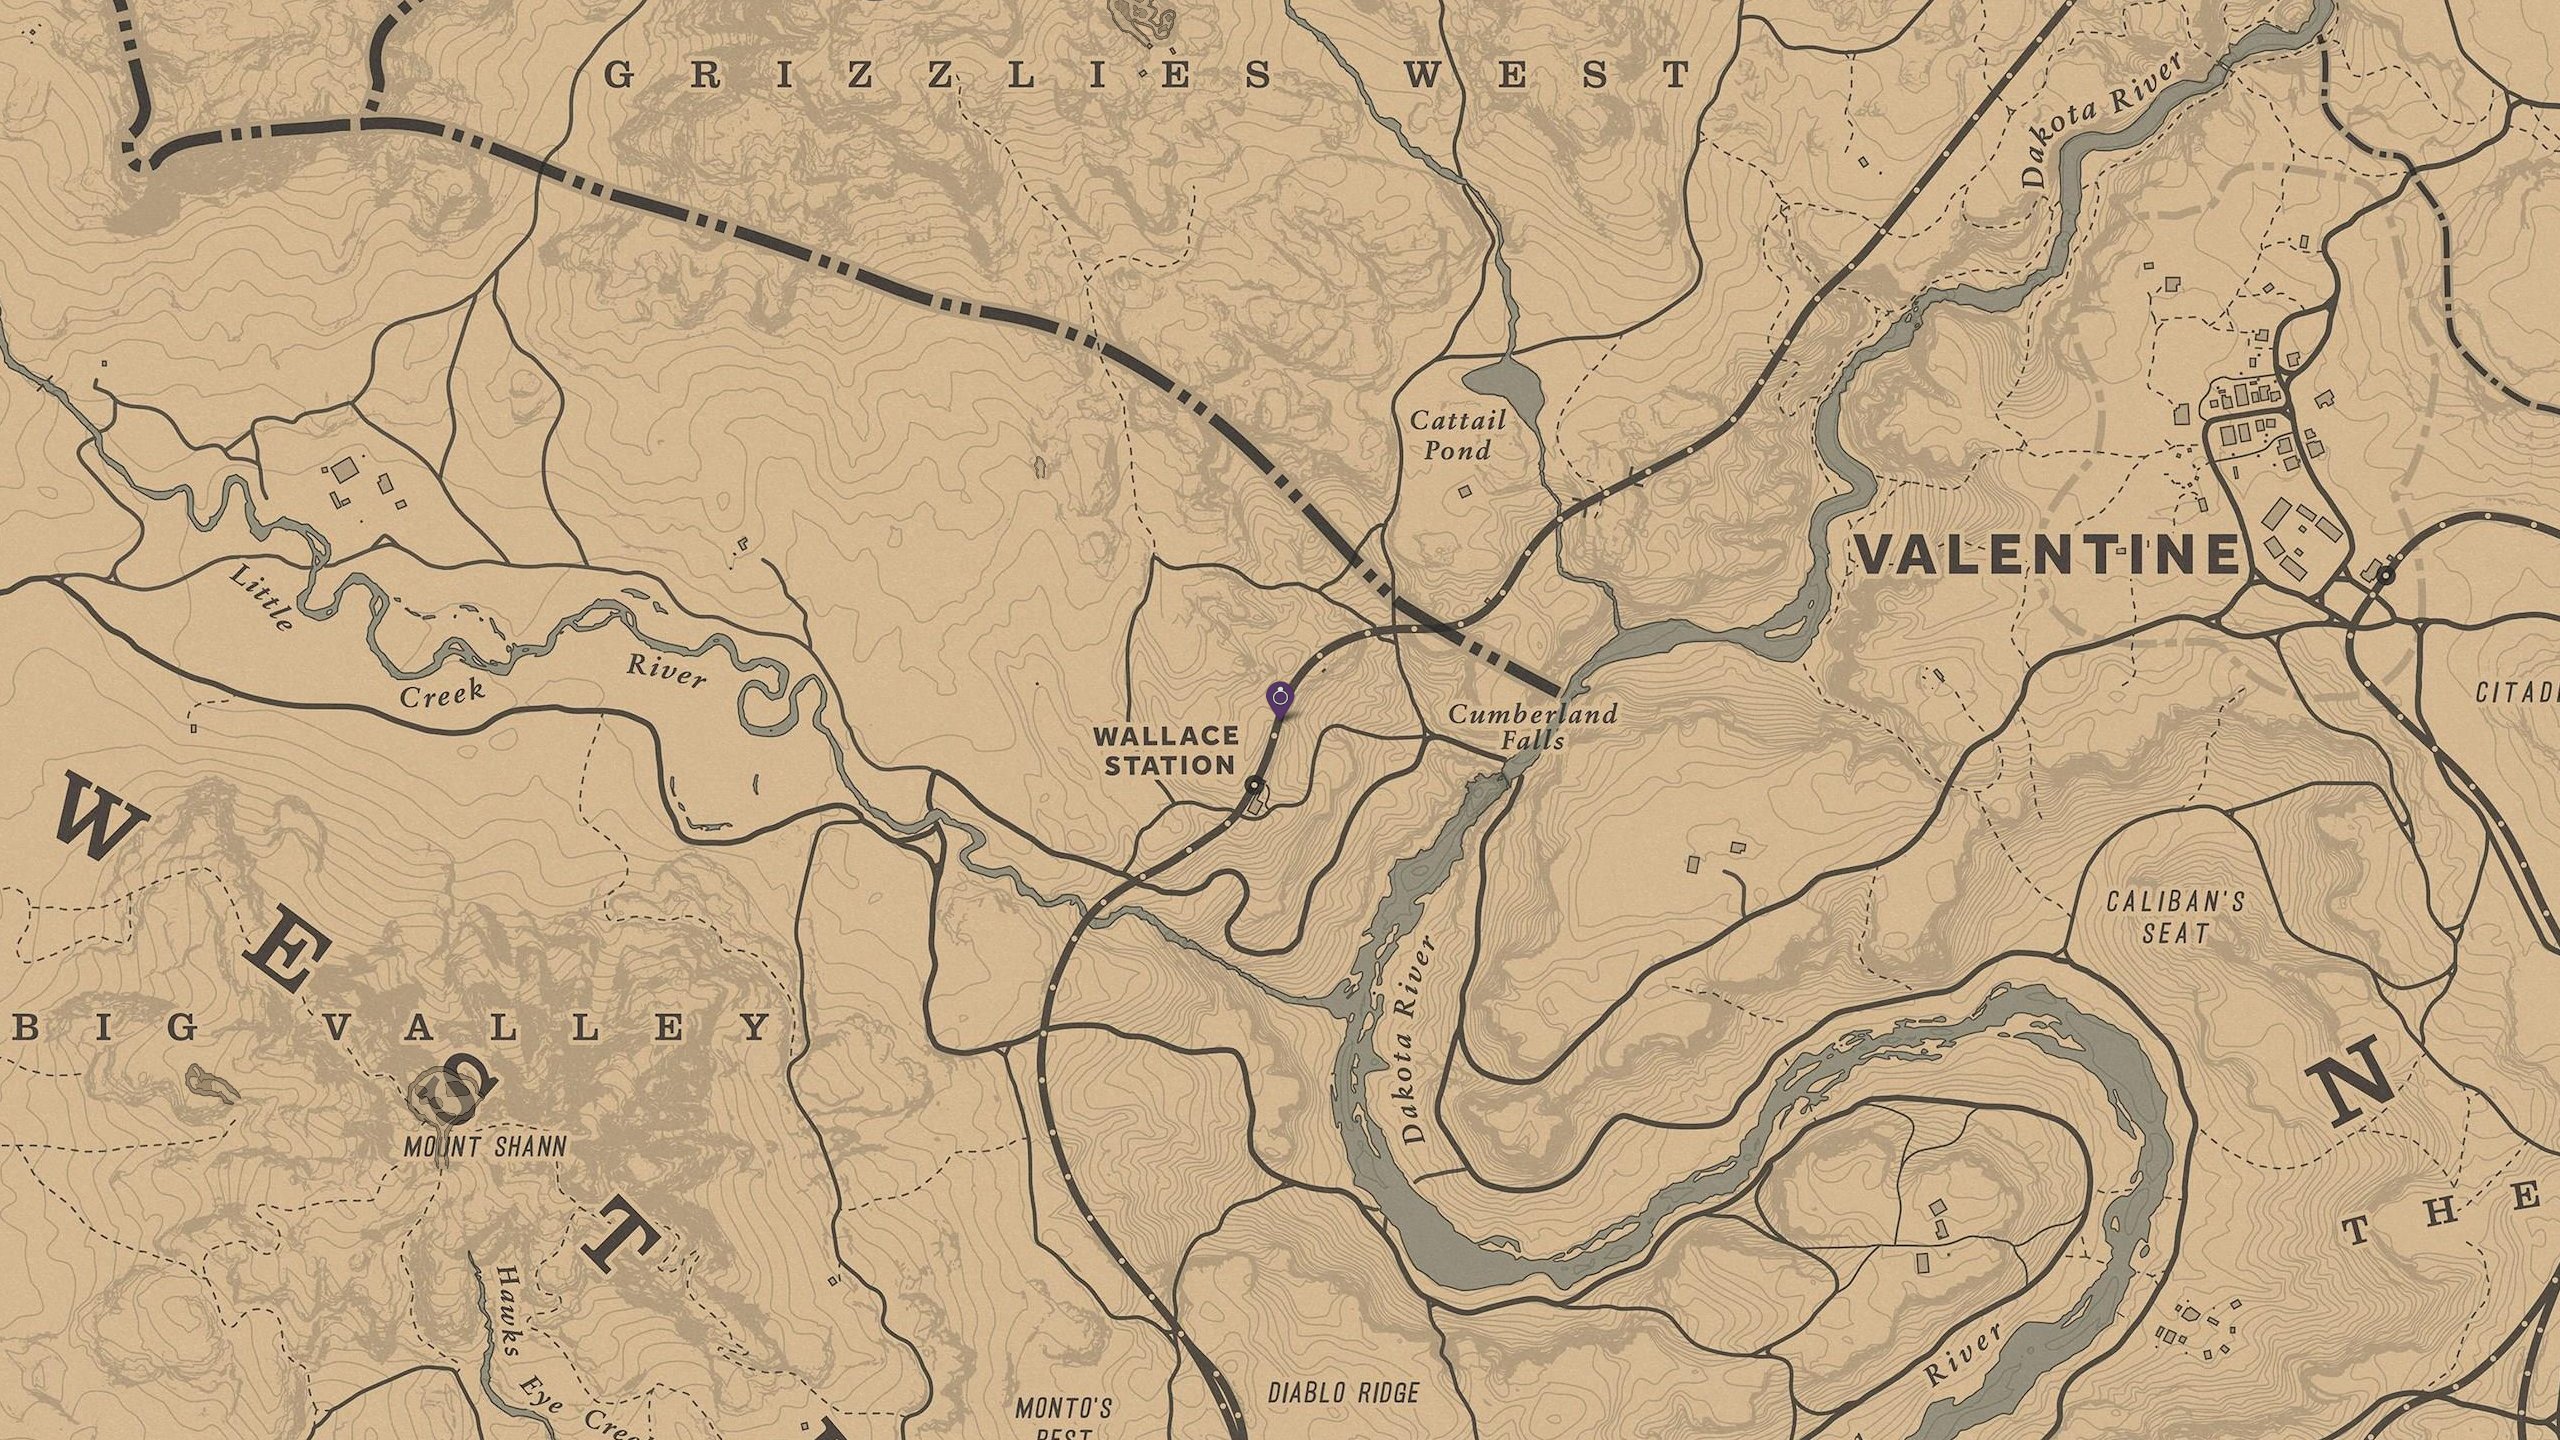 GRIZZLIES WEST
Dakota River
Cattail
Pond
VALENTINE
Little
Creek
River
CITADE
Cumberland
Falls
WALLACE
STATION
W
E
S
T
CALIBAN'S
SEAT
Dakota River
BIG VALLEY
N
MOUNT SHANN
THE
Hawks
Eye
Cree
River
DIABLO RIDGE
MONTO'S
REST